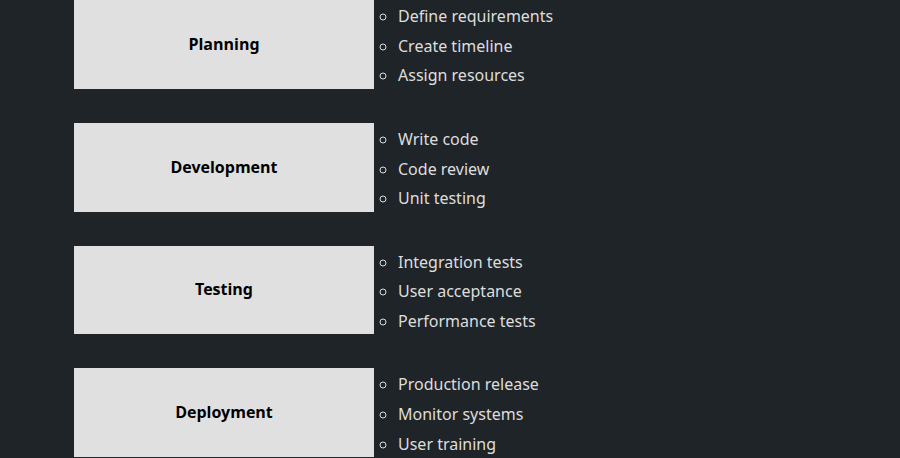 Planning
Define requirements
Create timeline
Assign resources
Development
Write code
Code review
Unit testing
Testing
Integration tests
User acceptance
Performance tests
Deployment
Production release
Monitor systems
User training